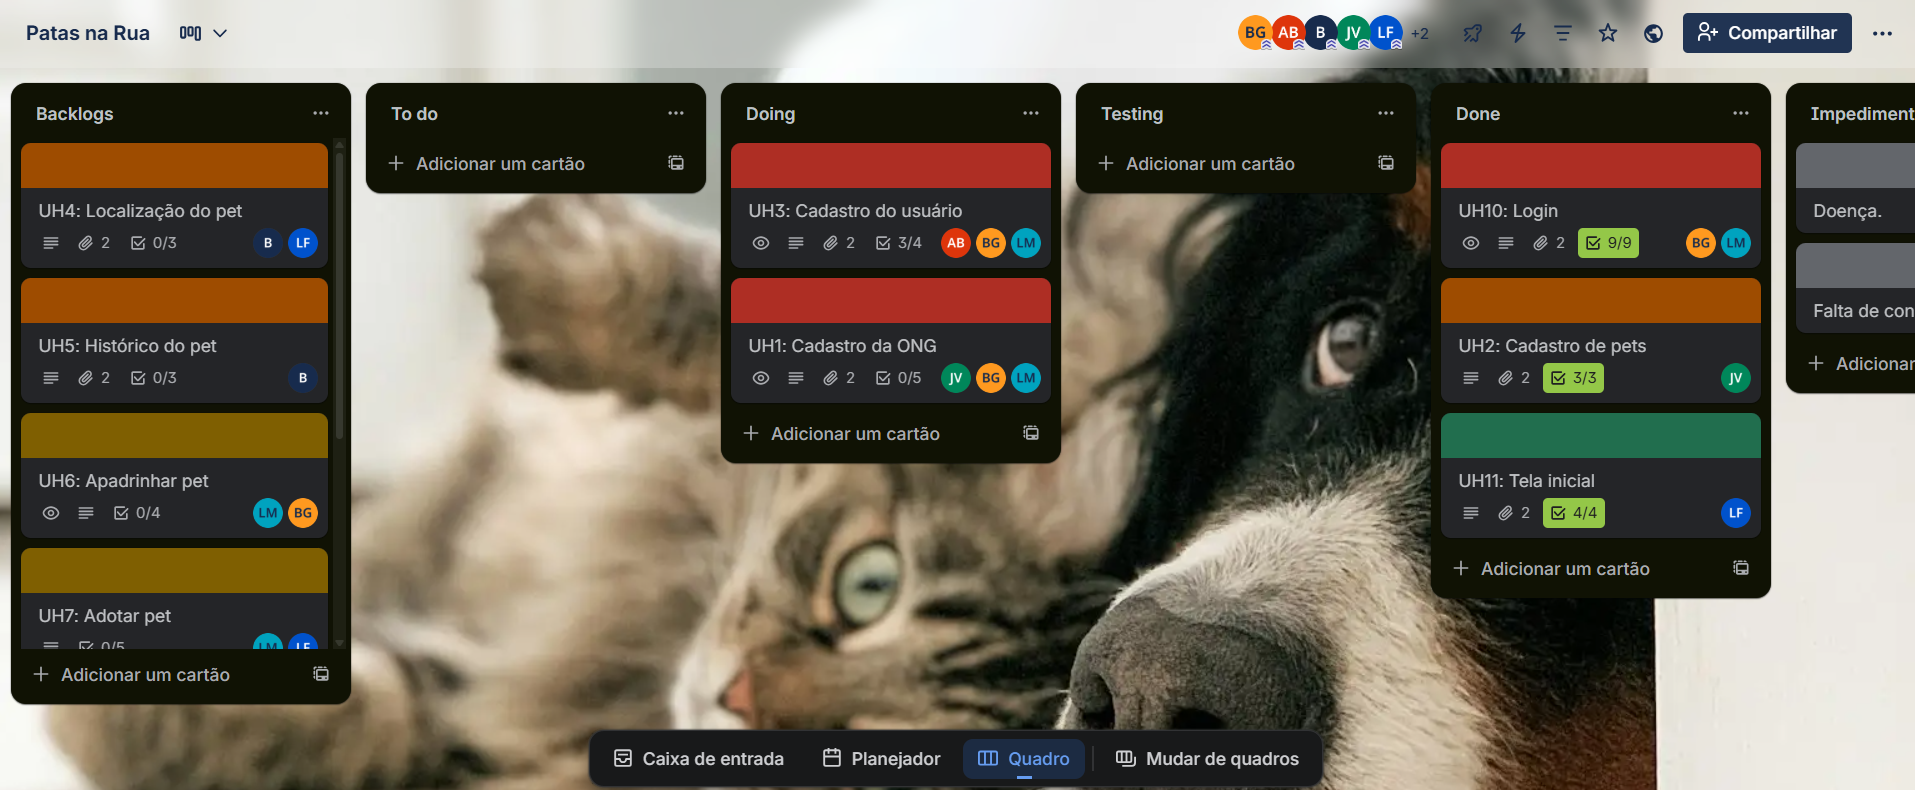 Patas na Rua
BG AB B JV LF +2
Compartilhar
Backlogs
UH4: Localização do pet
2 0/3 B LF
UH5: Histórico do pet
2 0/3 B
UH6: Apadrinhar pet
0/4 LM BG
UH7: Adotar pet
0/5 LM LF
Adicionar um cartão
To do
Adicionar um cartão
Doing
UH3: Cadastro do usuário
2 3/4 AB BG LM
UH1: Cadastro da ONG
2 0/5 JV BG LM
Adicionar um cartão
Testing
Adicionar um cartão
Done
UH10: Login
2 9/9 BG LM
UH2: Cadastro de pets
2 3/3 JV
UH11: Tela inicial
2 4/4 LF
Adicionar um cartão
Impediment
Doença.
Falta de con
Adicionar
Caixa de entrada
Planejador
Quadro
Mudar de quadros